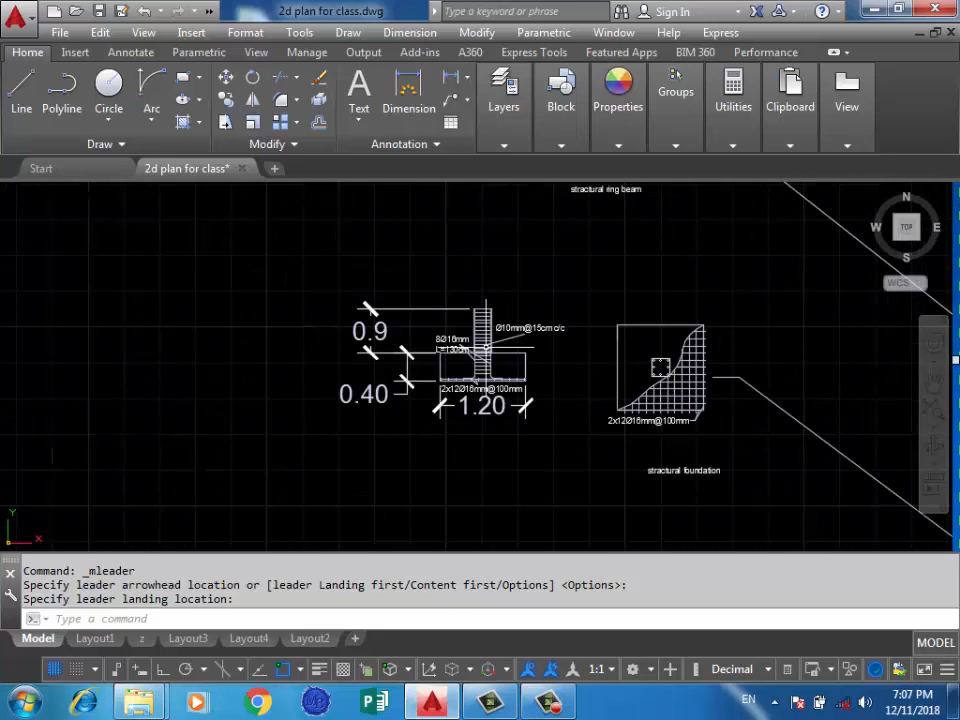 2d plan for class.dwg
Type a keyword or phrase
Sign In
File Edit View Insert Format Tools Draw Dimension Modify Parametric Window Help Express
Home Insert Annotate Parametric View Manage Output Add-ins A360 Express Tools Featured Apps BIM 360 Performance
Line Polyline Circle Arc Text Dimension Layers Block Properties Groups Utilities Clipboard View
Draw Modify Annotation
Start 2d plan for class*
stractural ring beam
N
W TOP E
S
WCS
0.9
Ø10mm@15cm c/c
8Ø16mm
0.40
2x12Ø16mm@100mm
1.20
2x12Ø16mm@100mm
stractural foundation
Y
X
Command: _mleader
Specify leader arrowhead location or [leader Landing first/Content first/Options] <Options>:
Specify leader landing location:
Type a command
Model Layout1 z Layout3 Layout4 Layout2 MODEL
1:1 Decimal
EN 7:07 PM
12/11/2018